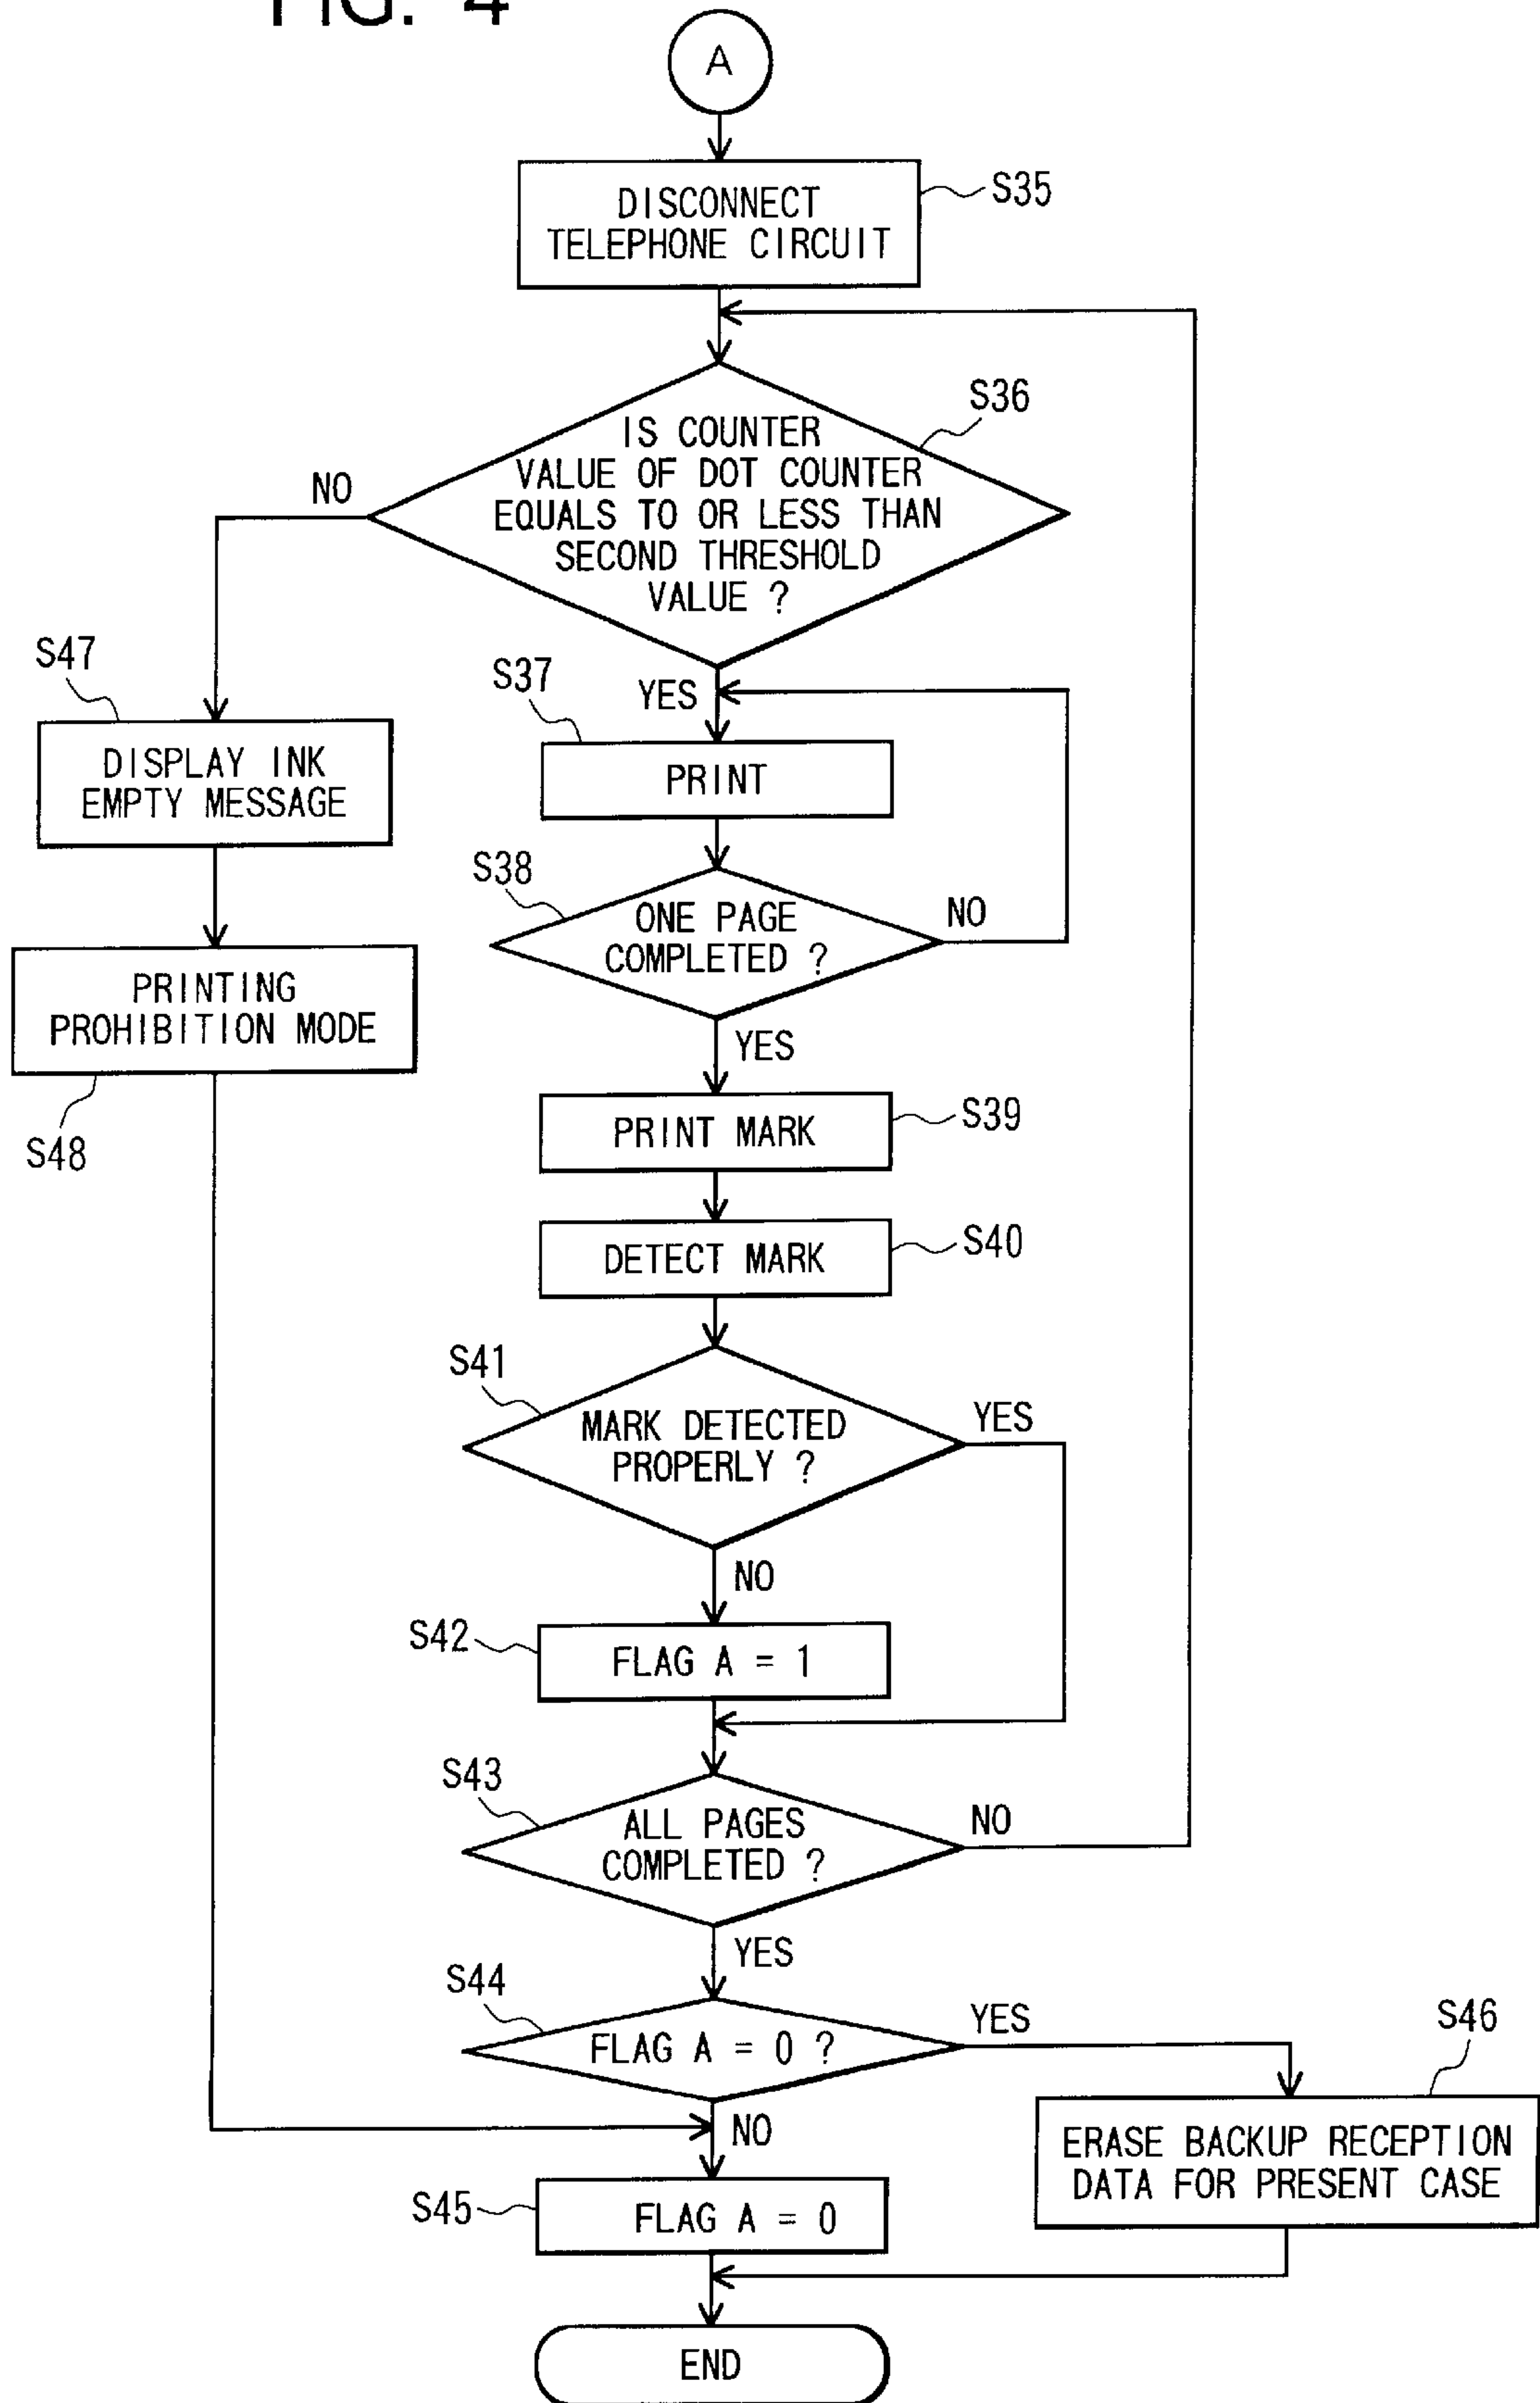 FIG. 4
A
DISCONNECT
TELEPHONE CIRCUIT
S35
IS COUNTER
VALUE OF DOT COUNTER
EQUALS TO OR LESS THAN
SECOND THRESHOLD
VALUE ?
S36
NO
YES
S47
DISPLAY INK
EMPTY MESSAGE
S37
PRINT
S38
ONE PAGE
COMPLETED ?
NO
YES
PRINTING
PROHIBITION MODE
S48
PRINT MARK
S39
DETECT MARK
S40
S41
MARK DETECTED
PROPERLY ?
YES
NO
S42
FLAG A = 1
S43
ALL PAGES
COMPLETED ?
NO
YES
S44
FLAG A = 0 ?
YES
NO
S46
ERASE BACKUP RECEPTION
DATA FOR PRESENT CASE
S45
FLAG A = 0
END